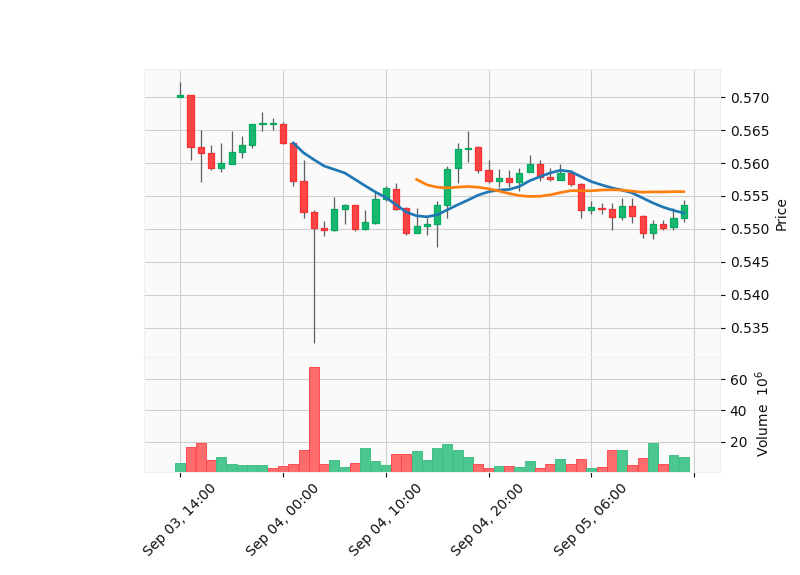 0.570
0.565
0.560
0.555
0.550
0.545
0.540
0.535
Price
60
40
20
Volume 10^6
Sep 03, 14:00
Sep 04, 00:00
Sep 04, 10:00
Sep 04, 20:00
Sep 05, 06:00